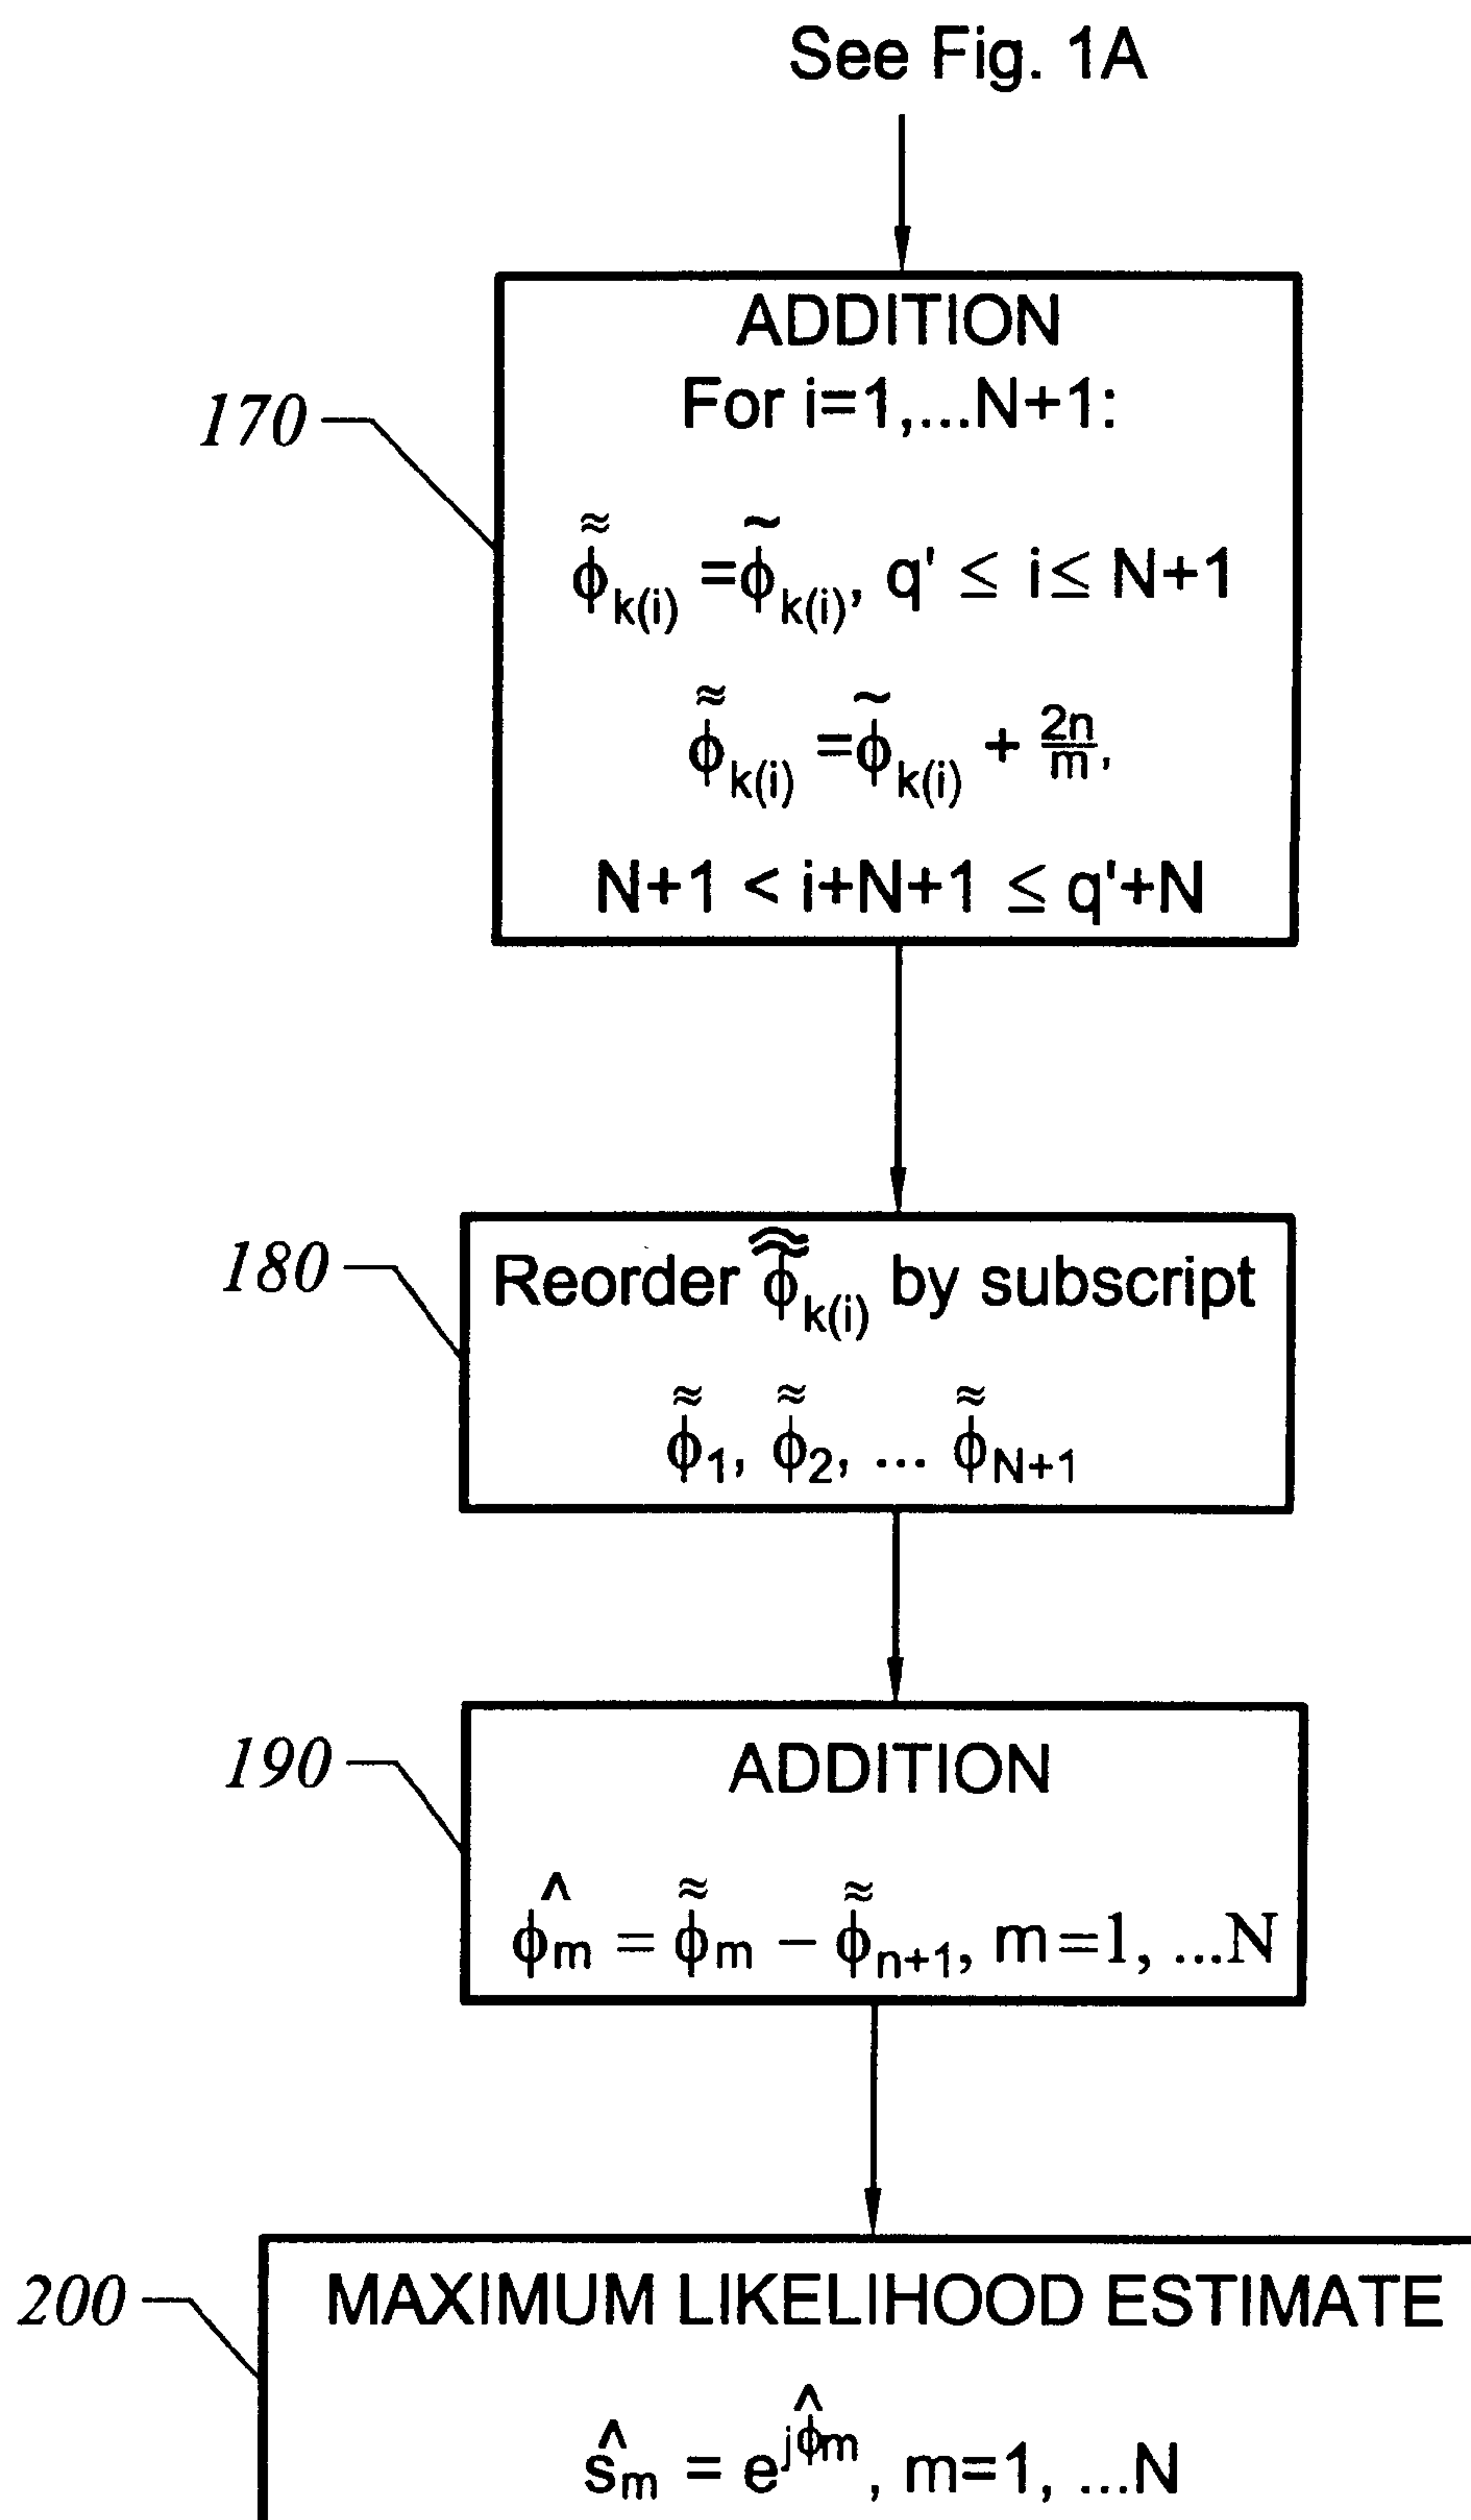 See Fig. 1A
170
ADDITION
For i=1,...N+1:
ϕ̃̃k(i) =ϕ̃k(i), q' ≤ i≤ N+1
ϕ̃̃k(i) =ϕ̃k(i) + 2n/m,
N+1 < i+N+1 ≤ q'+N
180
Reorder ϕ̃̃k(i) by subscript
ϕ̃̃1, ϕ̃̃2, ... ϕ̃̃N+1
190
ADDITION
ϕ̂m = ϕ̃̃m − ϕ̃̃n+1, m=1, ...N
200
MAXIMUM LIKELIHOOD ESTIMATE
ŝm = e^jϕ̂m, m=1, ...N